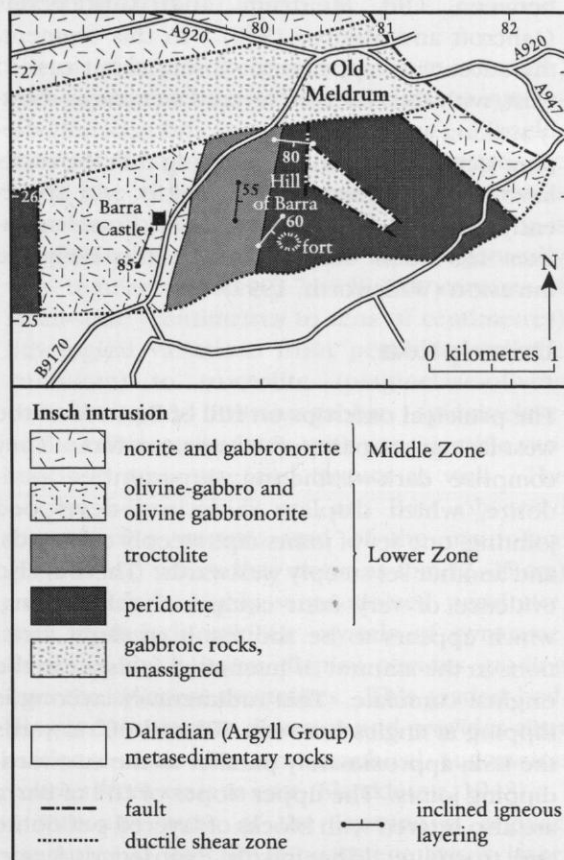 81
82
A920
27
Old
Meldrum
A920
A947
80
55
Hill
of Barra
26
Barra
Castle
60
fort
85
N
25
B9170
80
81
82
0 kilometres 1
Insch intrusion
norite and gabbronorite
Middle Zone
olivine-gabbro and
olivine gabbronorite
troctolite
Lower Zone
peridotite
gabbroic rocks,
unassigned
Dalradian (Argyll Group)
metasedimentary rocks
fault
ductile shear zone
inclined igneous
layering